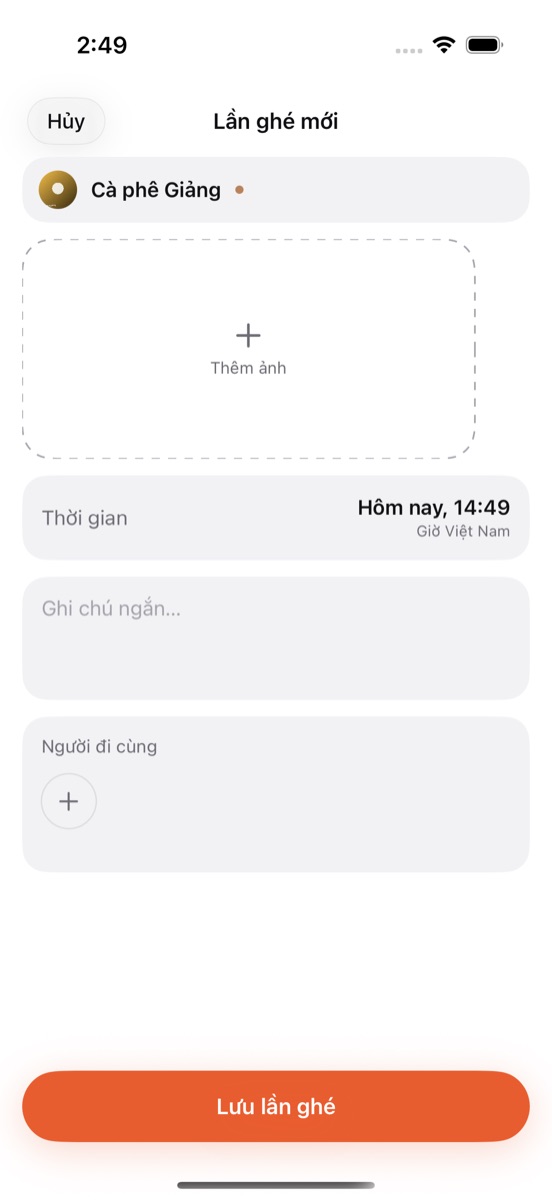 2:49
Hủy
Lần ghé mới
Cà phê Giảng
Thêm ảnh
Thời gian
Hôm nay, 14:49
Giờ Việt Nam
Ghi chú ngắn...
Người đi cùng
Lưu lần ghé